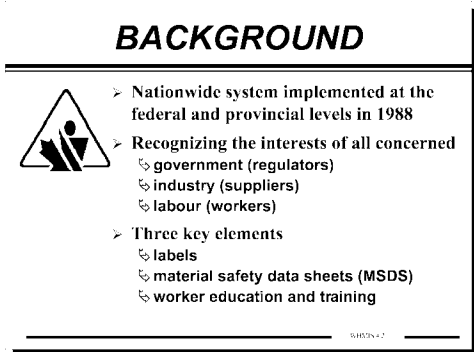 BACKGROUND
Nationwide system implemented at the
federal and provincial levels in 1988
Recognizing the interests of all concerned
government (regulators)
industry (suppliers)
labour (workers)
Three key elements
labels
material safety data sheets (MSDS)
worker education and training